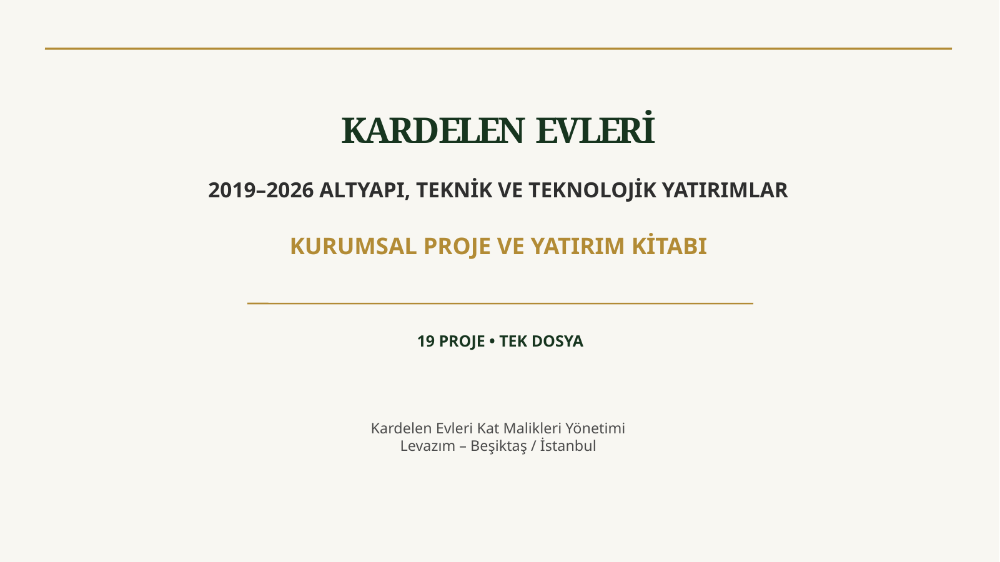 KARDELEN EVLERİ
2019–2026 ALTYAPI, TEKNİK VE TEKNOLOJİK YATIRIMLAR
KURUMSAL PROJE VE YATIRIM KİTABI
19 PROJE • TEK DOSYA
Kardelen Evleri Kat Malikleri Yönetimi
Levazım – Beşiktaş / İstanbul